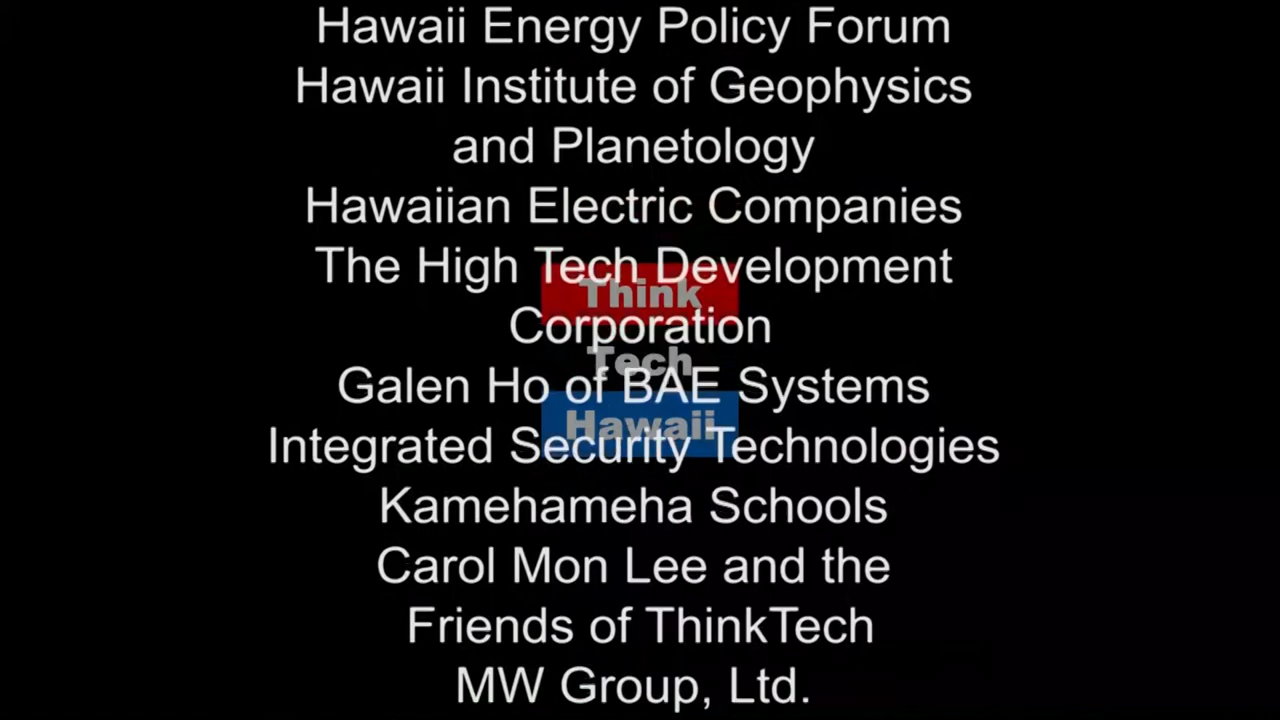 Hawaii Energy Policy Forum
Hawaii Institute of Geophysics
and Planetology
Hawaiian Electric Companies
The High Tech Development
Think
Corporation
Tech
Galen Ho of BAE Systems
Hawaii
Integrated Security Technologies
Kamehameha Schools
Carol Mon Lee and the
Friends of ThinkTech
MW Group, Ltd.